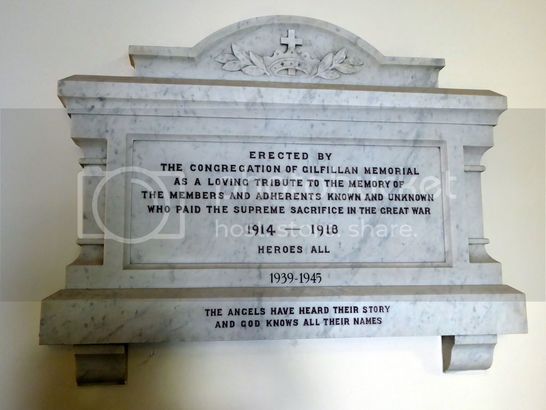 ERECTED BY
THE CONGREGATION OF GILFILLAN MEMORIAL
AS A LOVING TRIBUTE TO THE MEMORY OF
THE MEMBERS AND ADHERENTS KNOWN AND UNKNOWN
WHO PAID THE SUPREME SACRIFICE IN THE GREAT WAR
1914 — 1918
HEROES ALL
1939-1945
THE ANGELS HAVE HEARD THEIR STORY
AND GOD KNOWS ALL THEIR NAMES